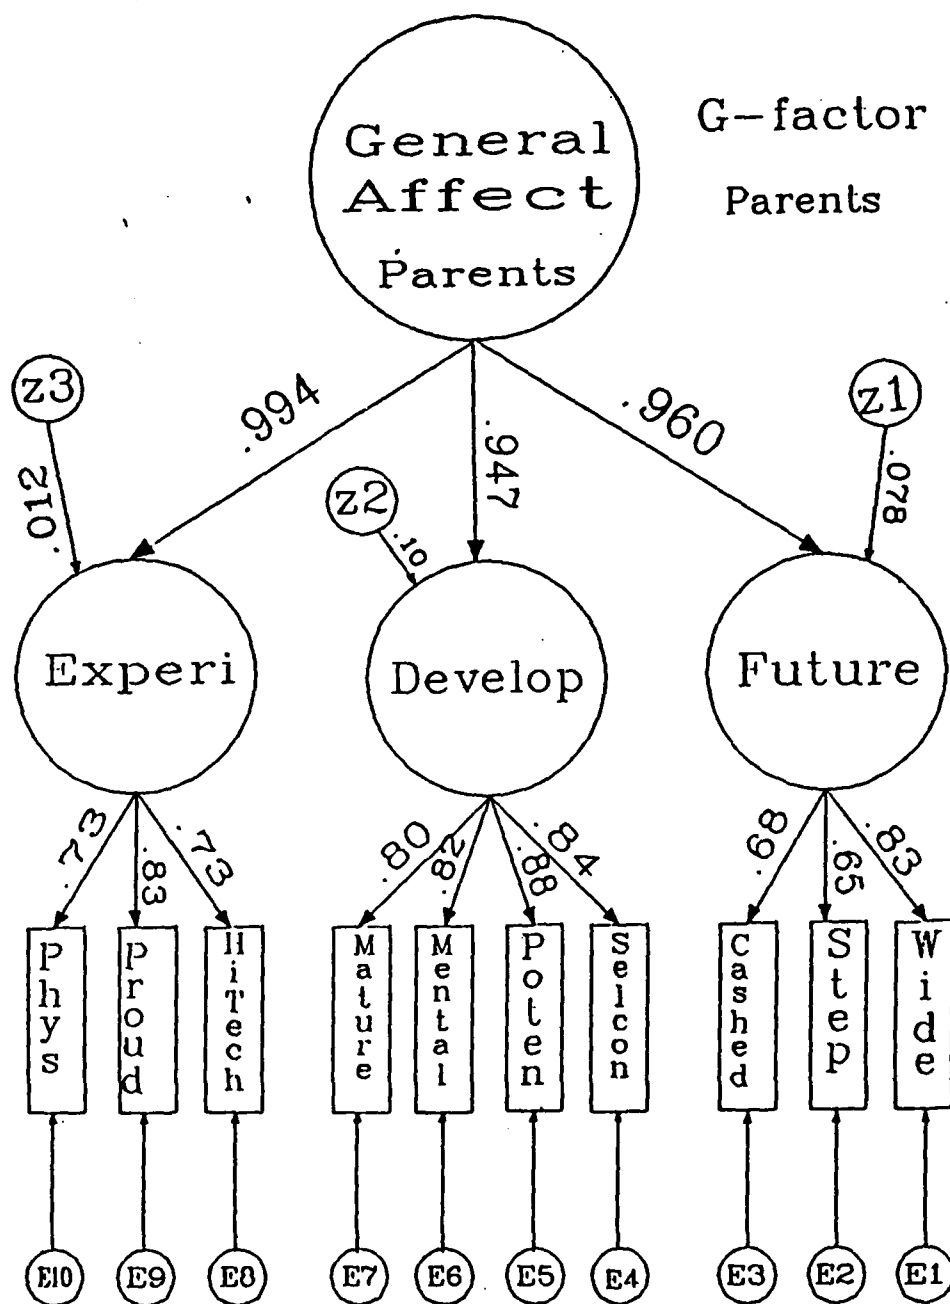 General
Affect
Parents
G-factor
Parents
z3
z1
z2
.994
.947
.960
.012
.10
.078
Experi
Develop
Future
.73
.83
.73
.80
.82
.88
.84
.68
.65
.83
Phys
Proud
HiTech
Mature
Mental
Poten
Selcon
Cashed
Step
Wide
E10
E9
E8
E7
E6
E5
E4
E3
E2
E1